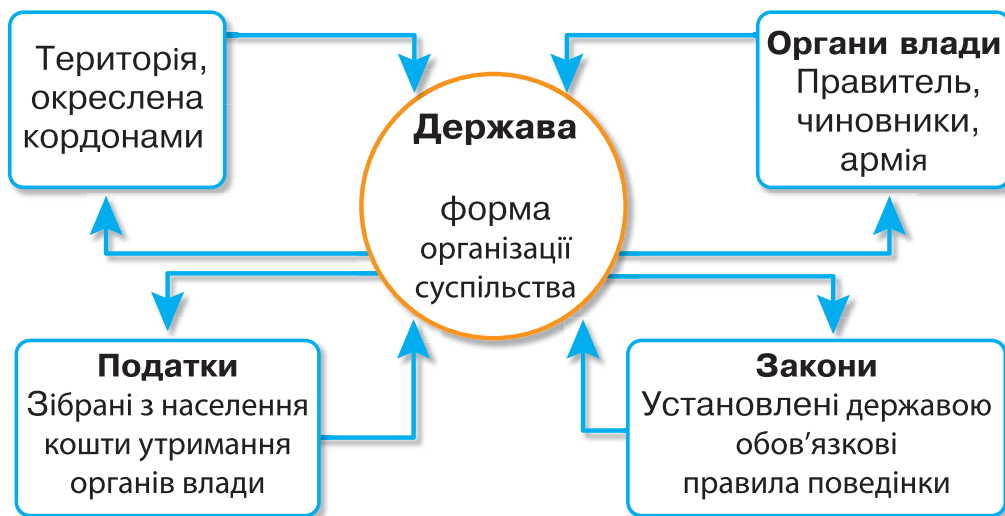 Територія,
окреслена
кордонами
Органи влади
Правитель,
чиновники,
армія
Держава
форма
організації
суспільства
Податки
Зібрані з населення
кошти утримання
органів влади
Закони
Установлені державою
обов’язкові
правила поведінки